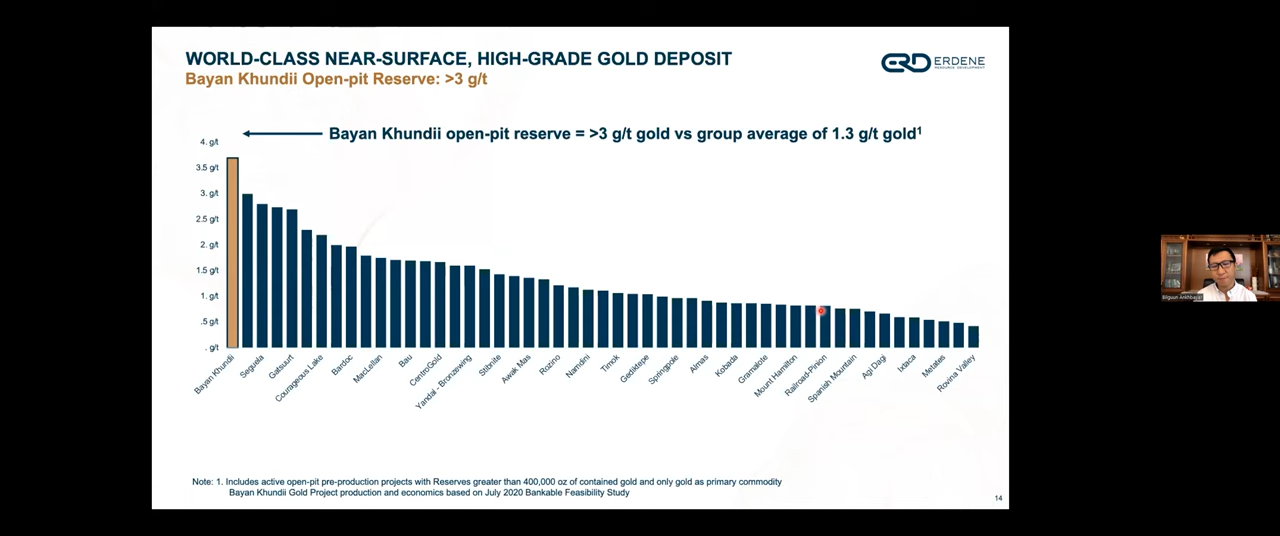 WORLD-CLASS NEAR-SURFACE, HIGH-GRADE GOLD DEPOSIT
Bayan Khundii Open-pit Reserve: >3 g/t
ERD ERDENE
RESOURCE DEVELOPMENT
Bayan Khundii open-pit reserve = >3 g/t gold vs group average of 1.3 g/t gold¹
4. g/t
3.5 g/t
3. g/t
2.5 g/t
2. g/t
1.5 g/t
1. g/t
.5 g/t
. g/t
Bayan Khundi
Seguela
Gatsuurt
Courageous Lake
Bardoc
MacLellan
Bau
CentroGold
Yandal - Bronzewing
Stibnite
Awak Mas
Rozino
Namdini
Timok
Gediktepe
Springpole
Almas
Kobada
Gramalote
Mount Hamilton
Railroad-Pinion
Spanish Mountain
Agi Dagi
Ixtaca
Metates
Rovina Valley
Note: 1. Includes active open-pit pre-production projects with Reserves greater than 400,000 oz of contained gold and only gold as primary commodity
Bayan Khundii Gold Project production and economics based on July 2020 Bankable Feasibility Study
14
Bilguun Ankhbayar